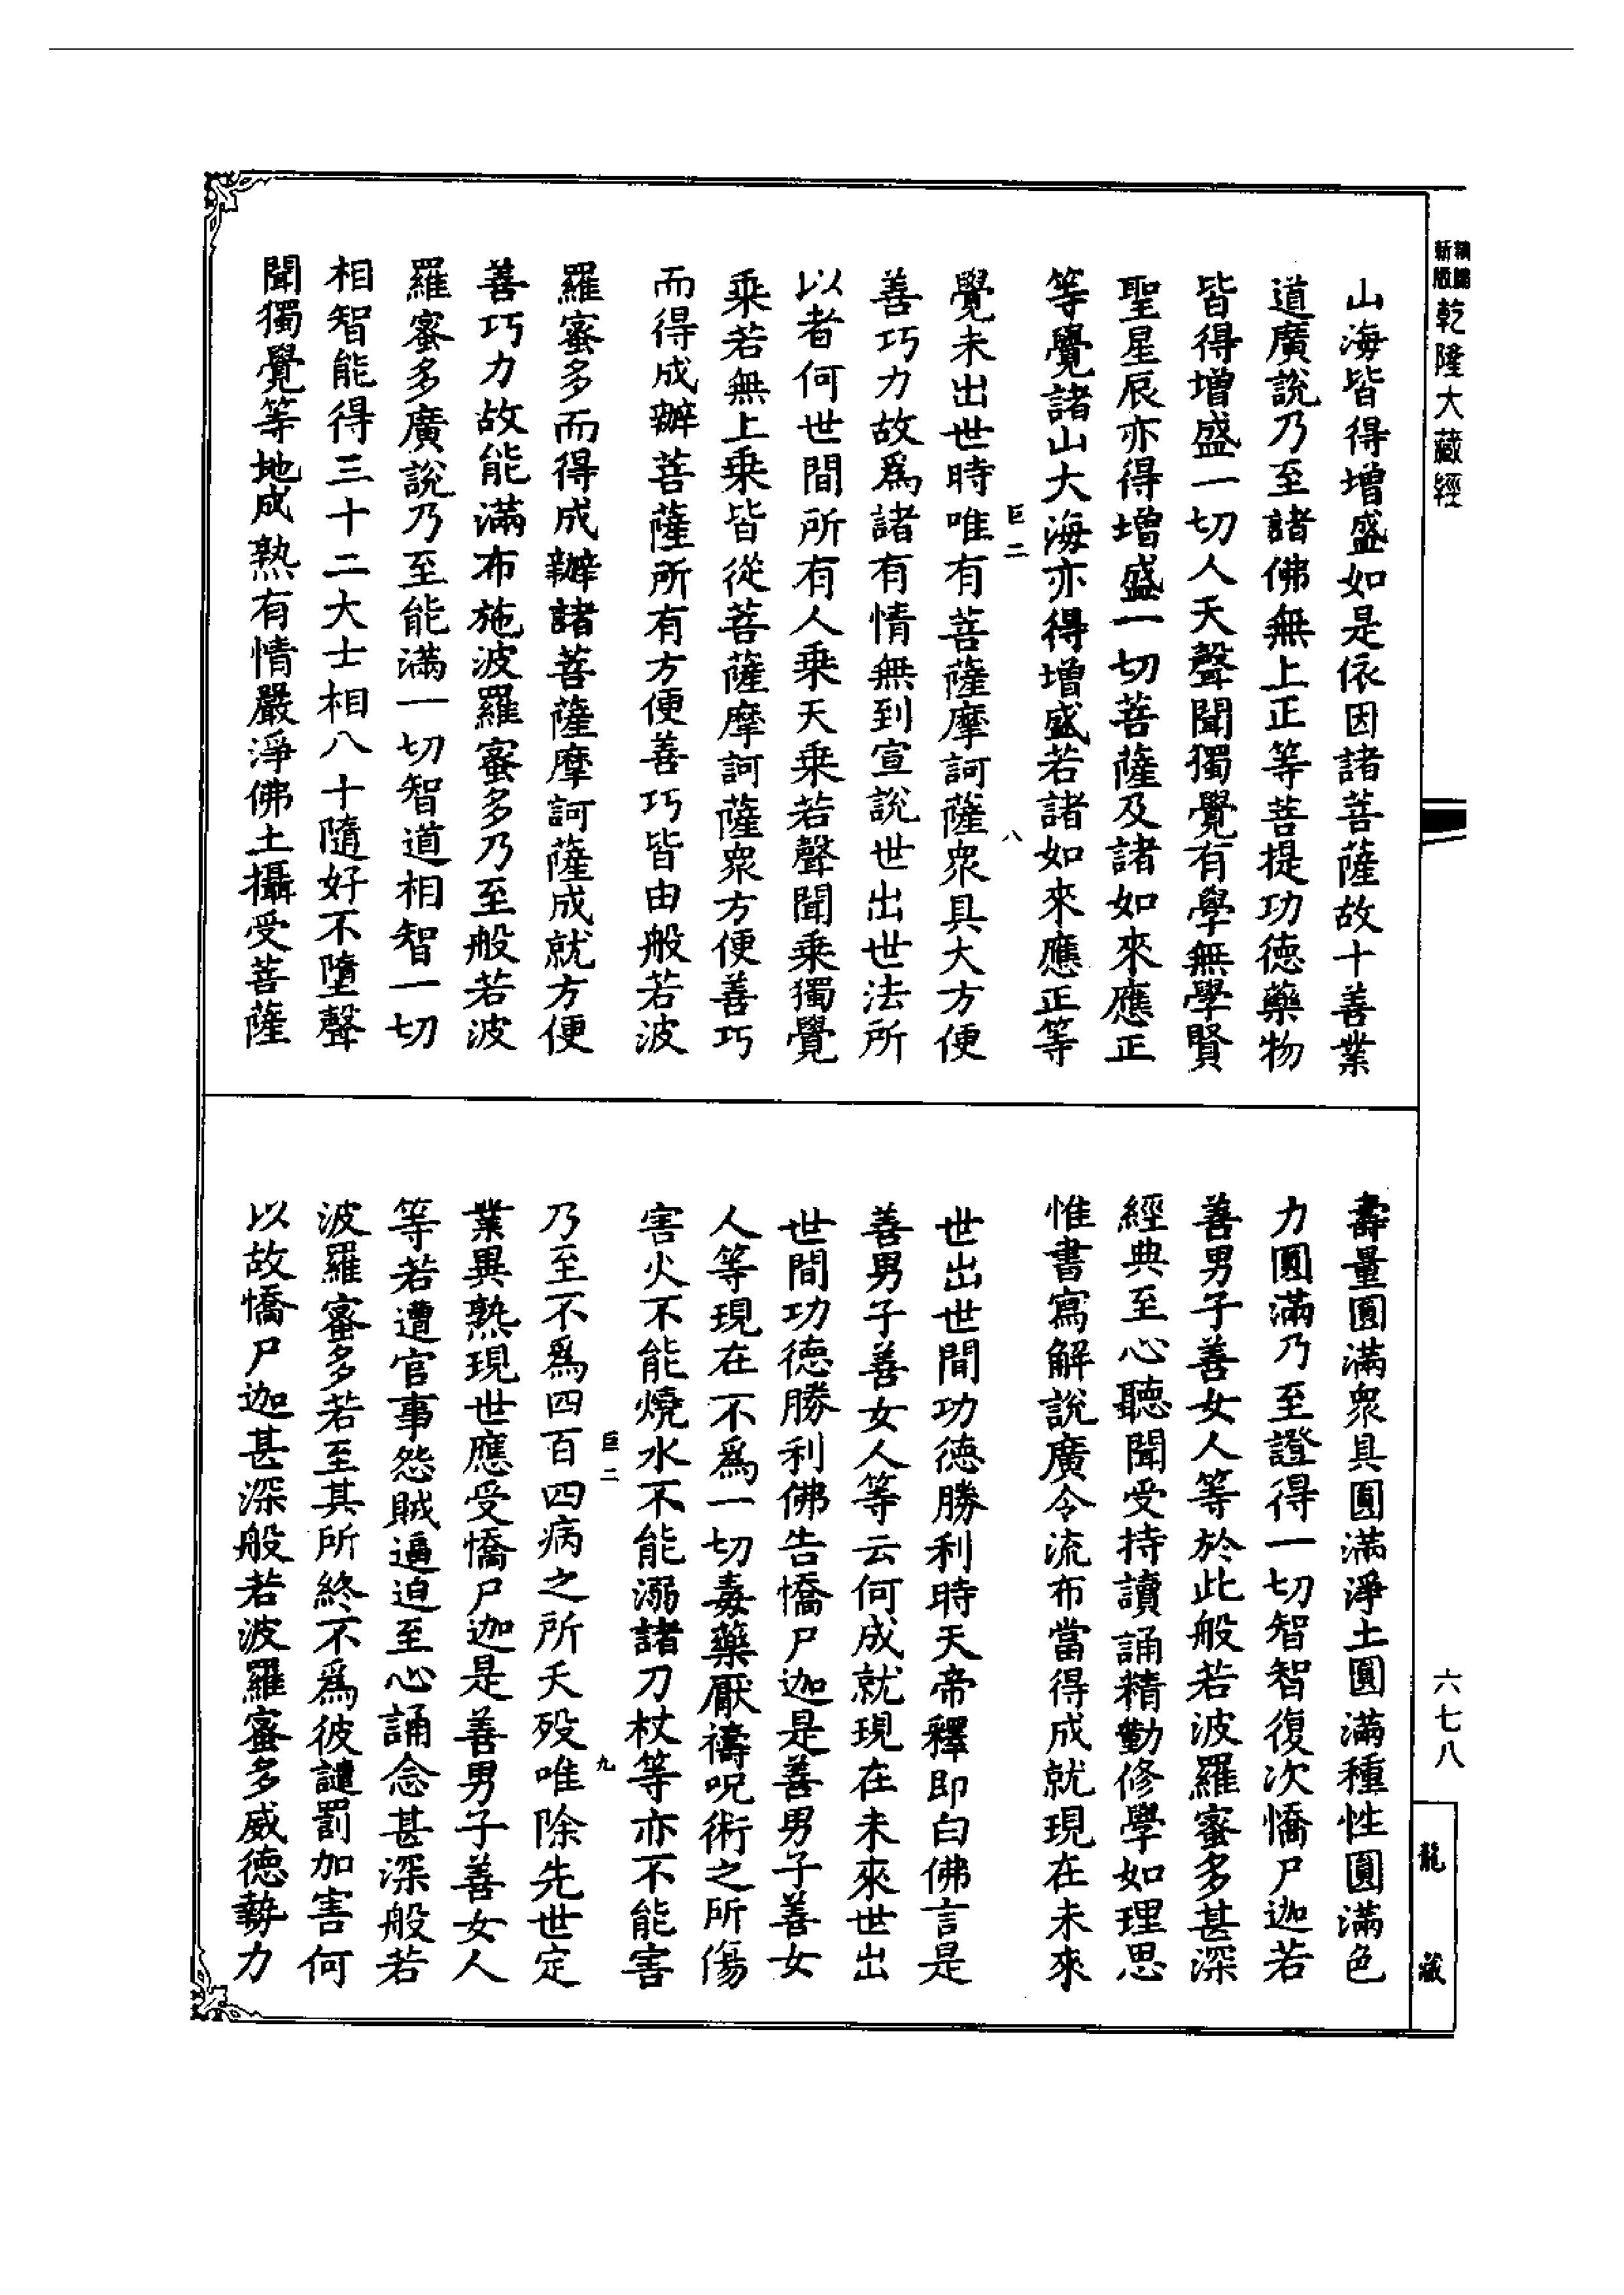 新版
精編
乾隆大藏經
山海皆得增盛如是依因諸菩薩故十善業
道廣說乃至諸佛無上正等菩提功德藥物
皆得增盛一切人天聲聞獨覺有學無學賢
聖星辰亦得增盛一切菩薩及諸如來應正
等覺諸山大海亦得增盛若諸如來應正等
巨二
八
覺未出世時唯有菩薩摩訶薩眾具大方便
善巧力故為諸有情無到宣說世出世法所
以者何世間所有人乘天乘若聲聞乘獨覺
乘若無上乘皆從菩薩摩訶薩眾方便善巧
而得成辦菩薩所有方便善巧皆由般若波
羅蜜多而得成辦諸菩薩摩訶薩成就方便
善巧力故能滿布施波羅蜜多乃至般若波
羅蜜多廣說乃至能滿一切智道相智一切
相智能得三十二大士相八十隨好不墮聲
聞獨覺等地成熟有情嚴淨佛土攝受菩薩
壽量圓滿眾具圓滿淨土圓滿種性圓滿色
力圓滿乃至證得一切智智復次憍尸迦若
善男子善女人等於此般若波羅蜜多甚深
經典至心聽聞受持讀誦精勤修學如理思
惟書寫解說廣令流布當得成就現在未來
世出世間功德勝利時天帝釋即白佛言是
善男子善女人等云何成就現在未來世出
世間功德勝利佛告憍尸迦是善男子善女
人等現在不為一切毒藥厭禱呪術之所傷
害火不能燒水不能溺諸刀杖等亦不能害
巨二
九
乃至不為四百四病之所夭歿唯除先世定
業異熟現世應受憍尸迦是善男子善女人
等若遭官事怨賊逼迫至心誦念甚深般若
波羅蜜多若至其所終不為彼譴罰加害何
以故憍尸迦甚深般若波羅蜜多威德勢力
六七八
龍藏